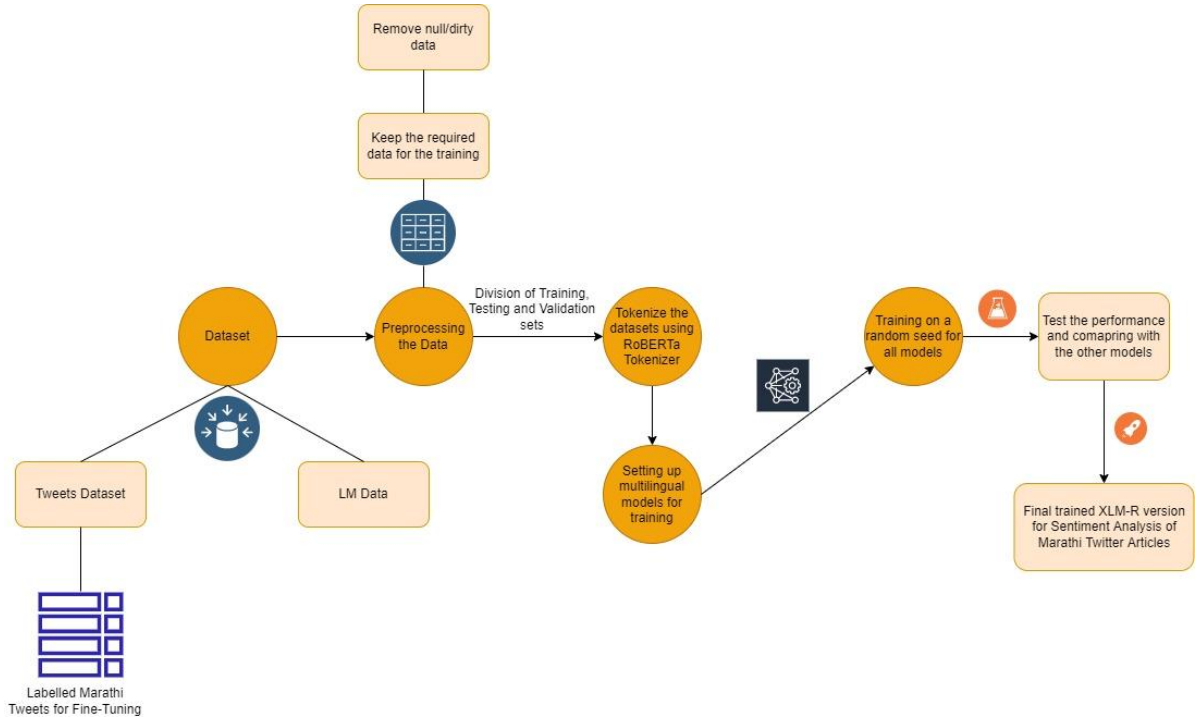 Remove null/dirty
data
Keep the required
data for the training
Dataset
Preprocessing
the Data
Division of Training,
Testing and Validation
sets
Tokenize the
datasets using
RoBERTa
Tokenizer
Training on a
random seed for
all models
Test the performance
and comapring with
the other models
Tweets Dataset
LM Data
Setting up
multilingual
models for
training
Final trained XLM-R version
for Sentiment Analysis of
Marathi Twitter Articles
Labelled Marathi
Tweets for Fine-Tuning